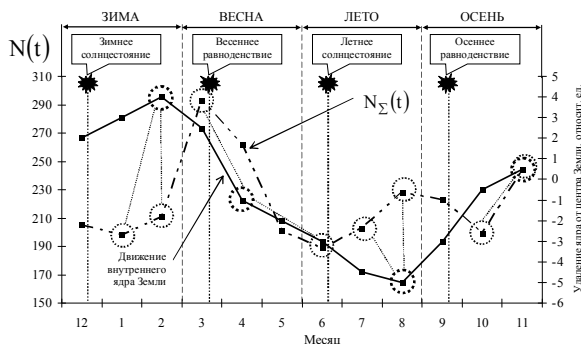 ЗИМА ВЕСНА ЛЕТО ОСЕНЬ
Зимнее
солнцестояние
Весеннее
равноденствие
Летнее
солнцестояние
Осеннее
равноденствие
N(t)
N_Σ(t)
310
290
270
250
230
210
190
170
150
Движение
внутреннего
ядра Земли
5
4
3
2
1
0
-1
-2
-3
-4
-5
-6
Удаление ядра от центра Земли, относит. ед.
12 1 2 3 4 5 6 7 8 9 10 11
Месяц